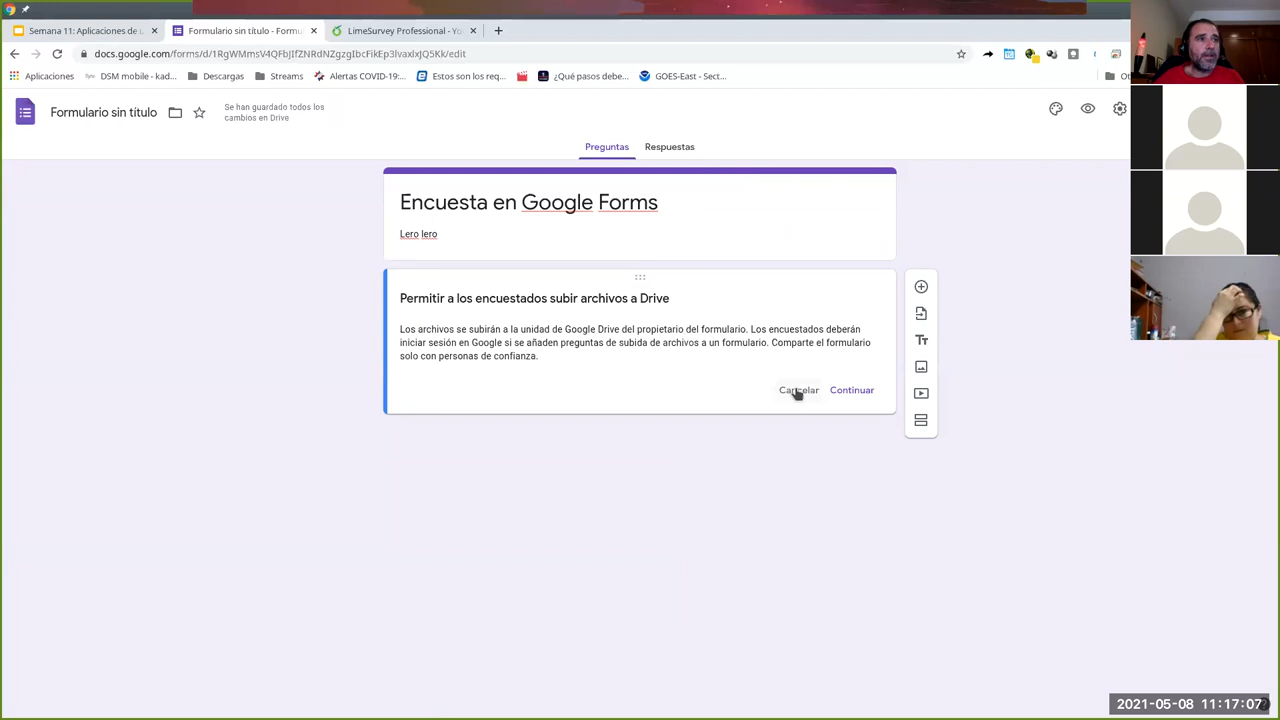 Semana 11: Aplicaciones de u
Formulario sin título - Formu
LimeSurvey Professional - Yo
docs.google.com/forms/d/1RgWMmsV4QFbJIfZNRdNZgzgIbcFikEp3lvaxlxJQ5Kk/edit
Aplicaciones
DSM mobile - kad...
Descargas
Streams
Alertas COVID-19:...
Estos son los req...
¿Qué pasos debe...
GOES-East - Sect...
Ot
Formulario sin título
Se han guardado todos los
cambios en Drive
Preguntas
Respuestas
Encuesta en Google Forms
Lero lero
Permitir a los encuestados subir archivos a Drive
Los archivos se subirán a la unidad de Google Drive del propietario del formulario. Los encuestados deberán
iniciar sesión en Google si se añaden preguntas de subida de archivos a un formulario. Comparte el formulario
solo con personas de confianza.
Cancelar
Continuar
Tт
2021-05-08 11:17:07